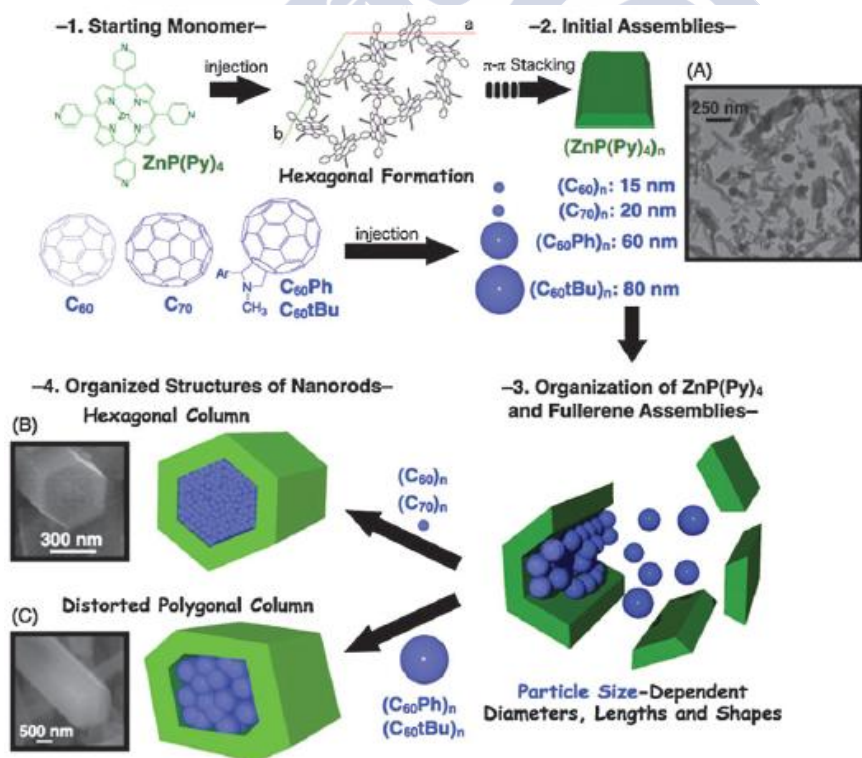 –1. Starting Monomer–
N
N
N
N
N
N
N
N
Zn
ZnP(Py)₄
injection
a
b
Hexagonal Formation
π-π Stacking
–2. Initial Assemblies–
(ZnP(Py)₄)n
(A)
250 nm
C₆₀
C₇₀
Ar
N
CH₃
C₆₀Ph
C₆₀tBu
injection
(C₆₀)n: 15 nm
(C₇₀)n: 20 nm
(C₆₀Ph)n: 60 nm
(C₆₀tBu)n: 80 nm
–3. Organization of ZnP(Py)₄
and Fullerene Assemblies–
Particle Size-Dependent
Diameters, Lengths and Shapes
–4. Organized Structures of Nanorods–
Hexagonal Column
(B)
300 nm
(C₆₀)n
(C₇₀)n
Distorted Polygonal Column
(C)
500 nm
(C₆₀Ph)n
(C₆₀tBu)n